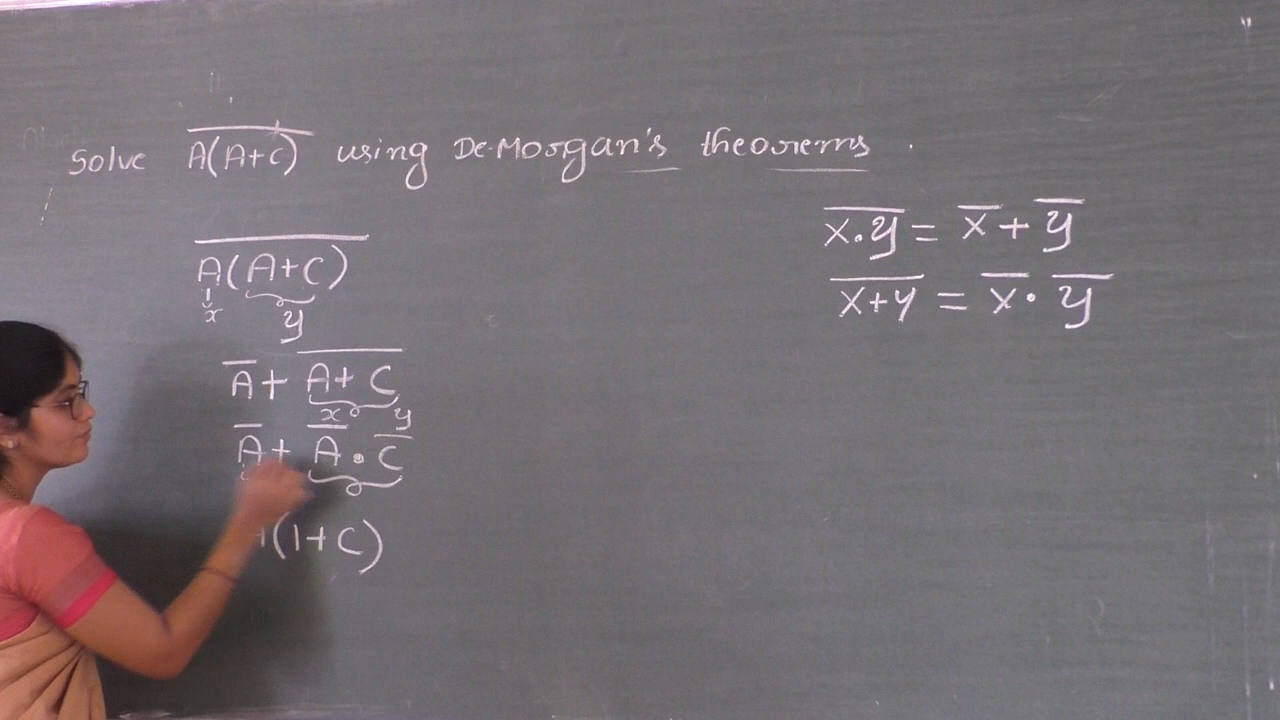 Solve A̅(̅A̅+̅C̅)̅ using De-Morgan's theorems .
x̅.̅y̅ = x̅ + y̅
x̅+̅y̅ = x̅ . y̅
A̅(̅A̅+̅C̅)̅
x y
A̅ + A̅+̅C̅
x y
A̅ + A̅ . C̅
(1+C)